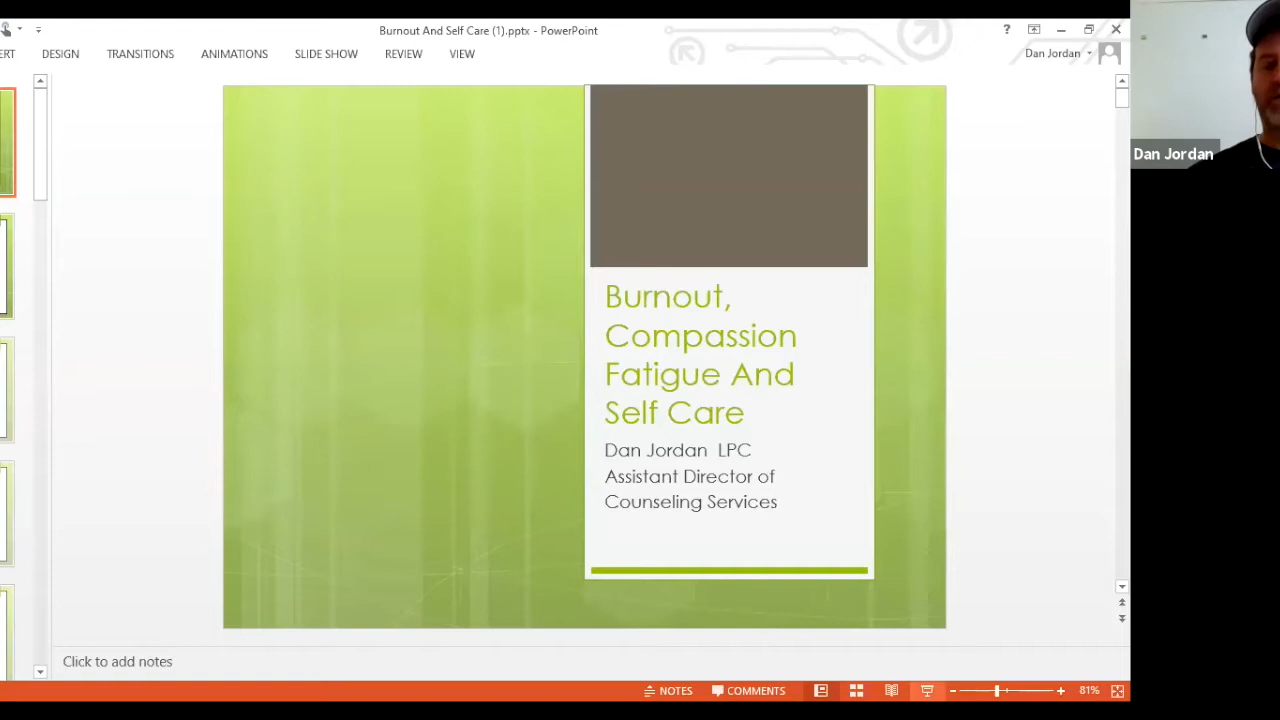 Burnout And Self Care (1).pptx - PowerPoint
?
ERT DESIGN TRANSITIONS ANIMATIONS SLIDE SHOW REVIEW VIEW
Dan Jordan
Dan Jordan
Burnout,
Compassion
Fatigue And
Self Care
Dan Jordan LPC
Assistant Director of
Counseling Services
Click to add notes
NOTES COMMENTS 81%